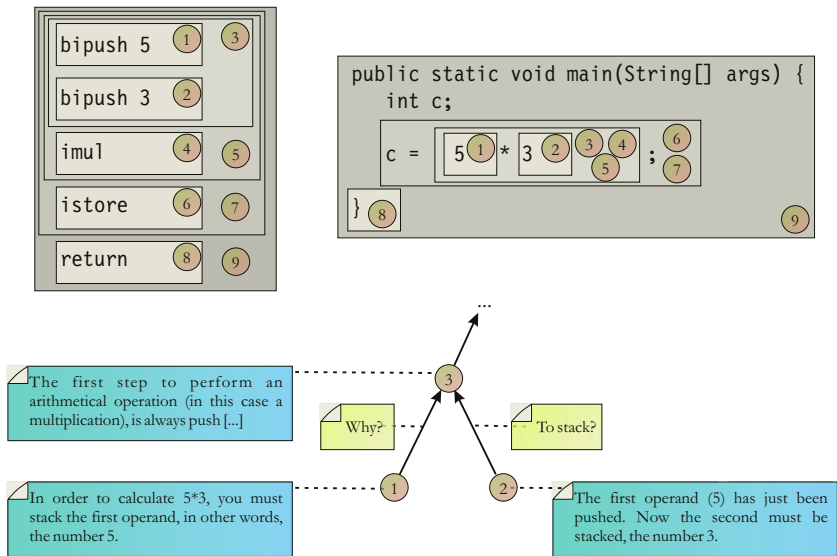 bipush 5 1 3
bipush 3 2
imul 4 5
istore 6 7
return 8 9
public static void main(String[] args) {
int c;
c = 5 1 * 3 2 3 4 5 ; 6 7
} 8
9
...
3
The first step to perform an
arithmetical operation (in this case a
multiplication), is always push [...]
Why?
To stack?
1
2
In order to calculate 5*3, you must
stack the first operand, in other words,
the number 5.
The first operand (5) has just been
pushed. Now the second must be
stacked, the number 3.